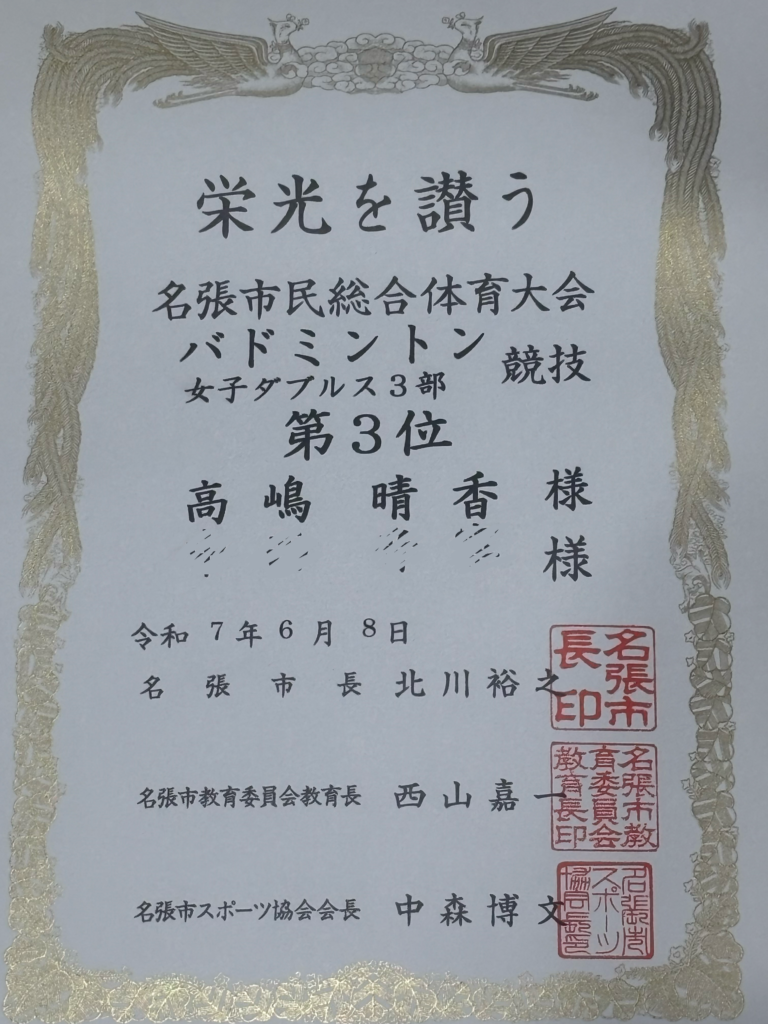 栄光を讃う
名張市民総合体育大会
バドミントン 競技
女子ダブルス3部
第3位
高嶋 晴香 様
様
令和 7年 6月 8日
名張市長 北川裕之
名張市長印
名張市教育委員会教育長 西山嘉一
名張市教育委員会教育長印
名張市スポーツ協会会長 中森博文
名張市スポーツ協会長印